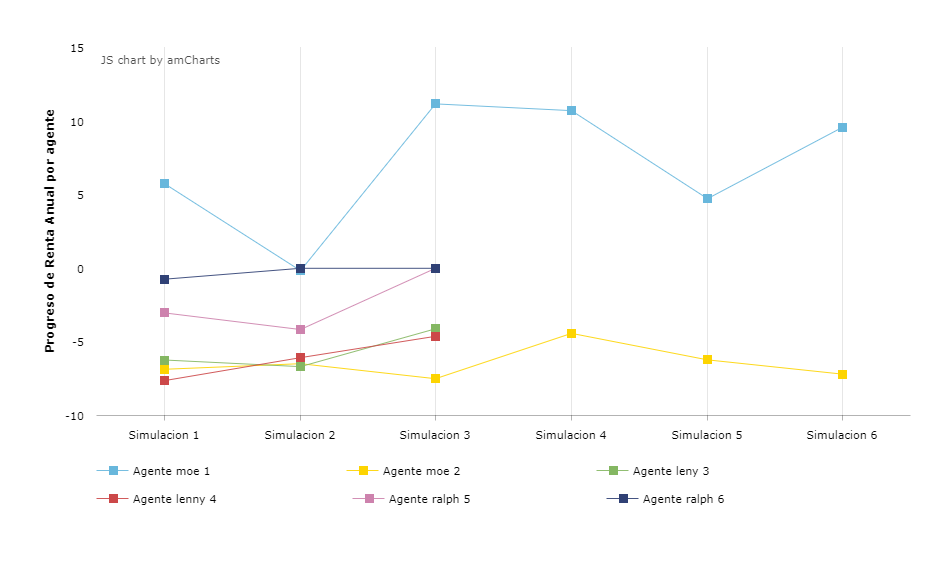 15
JS chart by amCharts
10
5
0
-5
-10
Progreso de Renta Anual por agente
Simulacion 1
Simulacion 2
Simulacion 3
Simulacion 4
Simulacion 5
Simulacion 6
Agente moe 1
Agente moe 2
Agente leny 3
Agente lenny 4
Agente ralph 5
Agente ralph 6